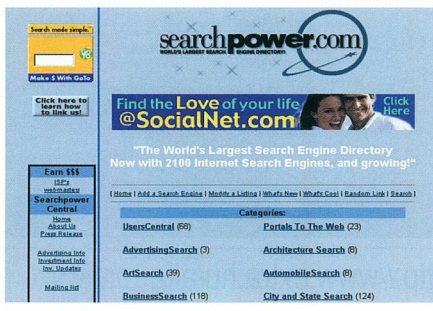 Search made simple.
Make $ With GoTo
Click here to
learn how
to link us!
searchpower.com
WORLD'S LARGEST SEARCH ENGINE DIRECTORY!
Find the Love of your life
@SocialNet.com
Click
Here
"The World's Largest Search Engine Directory
Now with 2100 Internet Search Engines, and growing!"
Earn $$$
ISP's
webmasters
Searchpower
Central
Home
About Us
Press Release
Advertising Info
Investment Info
Inv. Updates
Mailing list
[ Home | Add a Search Engine | Modify a Listing | What's New | What's Cool | Random Link | Search ]
Categories:
UsersCentral (68)
Portals To The Web (23)
AdvertisingSearch (3)
Architecture Search (8)
ArtSearch (39)
AutomobileSearch (8)
BusinessSearch (118)
City and State Search (124)